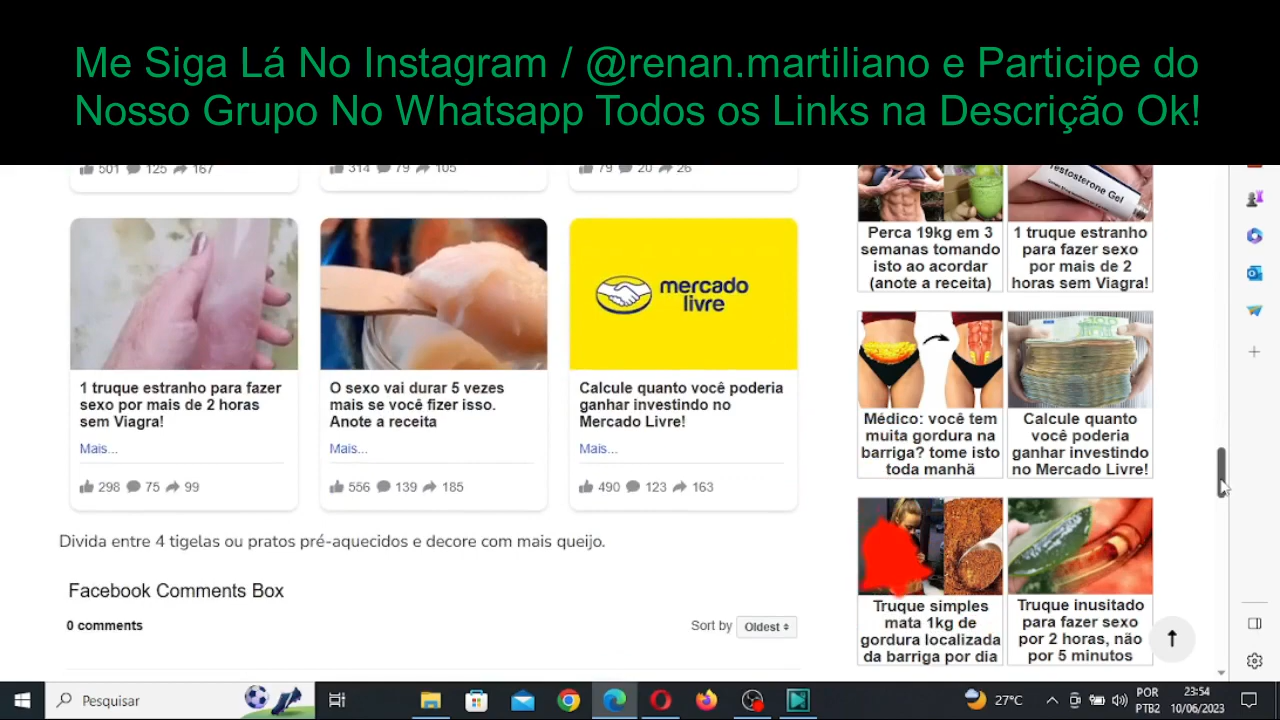 Me Siga Lá No Instagram / @renan.martiliano e Participe do
Nosso Grupo No Whatsapp Todos os Links na Descrição Ok!
501 125 167
314 79 105
79 20 26
mercado
livre
1 truque estranho para fazer
sexo por mais de 2 horas
sem Viagra!
Mais...
298 75 99
O sexo vai durar 5 vezes
mais se você fizer isso.
Anote a receita
Mais...
556 139 185
Calcule quanto você poderia
ganhar investindo no
Mercado Livre!
Mais...
490 123 163
Divida entre 4 tigelas ou pratos pré-aquecidos e decore com mais queijo.
Facebook Comments Box
0 comments
Sort by Oldest
Perca 19kg em 3
semanas tomando
isto ao acordar
(anote a receita)
Testosterone Gel
1 truque estranho
para fazer sexo
por mais de 2
horas sem Viagra!
Médico: você tem
muita gordura na
barriga? tome isto
toda manhã
Calcule quanto
você poderia
ganhar investindo
no Mercado Livre!
Truque simples
mata 1kg de
gordura localizada
da barriga por dia
Truque inusitado
para fazer sexo
por 2 horas, não
por 5 minutos
Pesquisar
27°C
POR
PTB2
23:54
10/06/2023